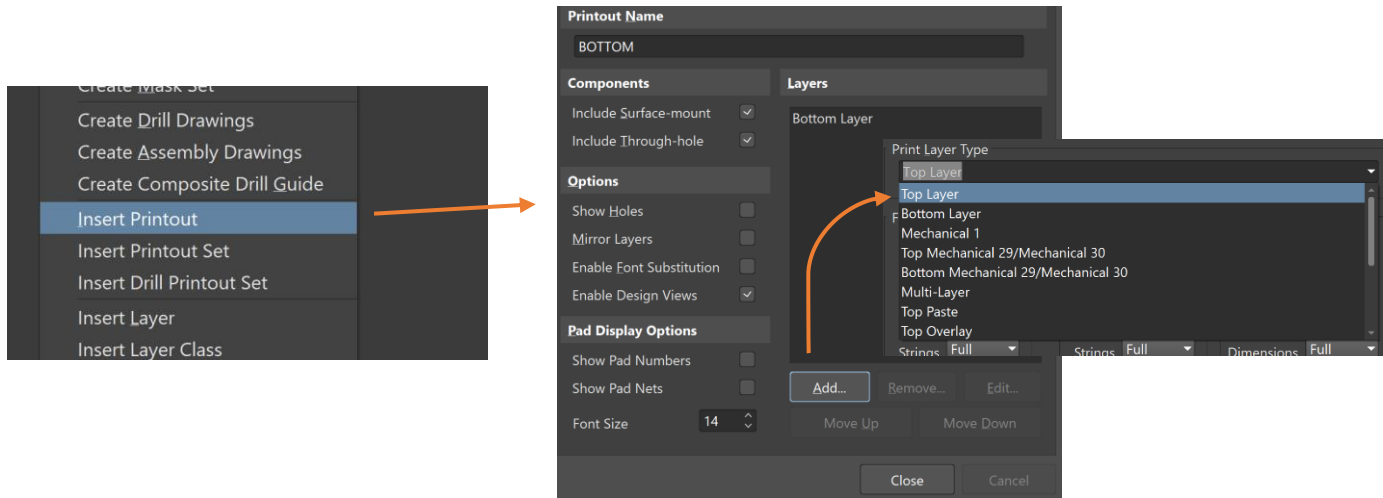 Create Mask Set
Create Drill Drawings
Create Assembly Drawings
Create Composite Drill Guide
Insert Printout
Insert Printout Set
Insert Drill Printout Set
Insert Layer
Insert Layer Class
Printout Name
BOTTOM
Components
Include Surface-mount
Include Through-hole
Options
Show Holes
Mirror Layers
Enable Font Substitution
Enable Design Views
Pad Display Options
Show Pad Numbers
Show Pad Nets
Font Size 14
Layers
Bottom Layer
Add... Remove... Edit...
Move Up Move Down
Close Cancel
Print Layer Type
Top Layer
Top Layer
Bottom Layer
Mechanical 1
Top Mechanical 29/Mechanical 30
Bottom Mechanical 29/Mechanical 30
Multi-Layer
Top Paste
Top Overlay
Strings Full Strings Full Dimensions Full